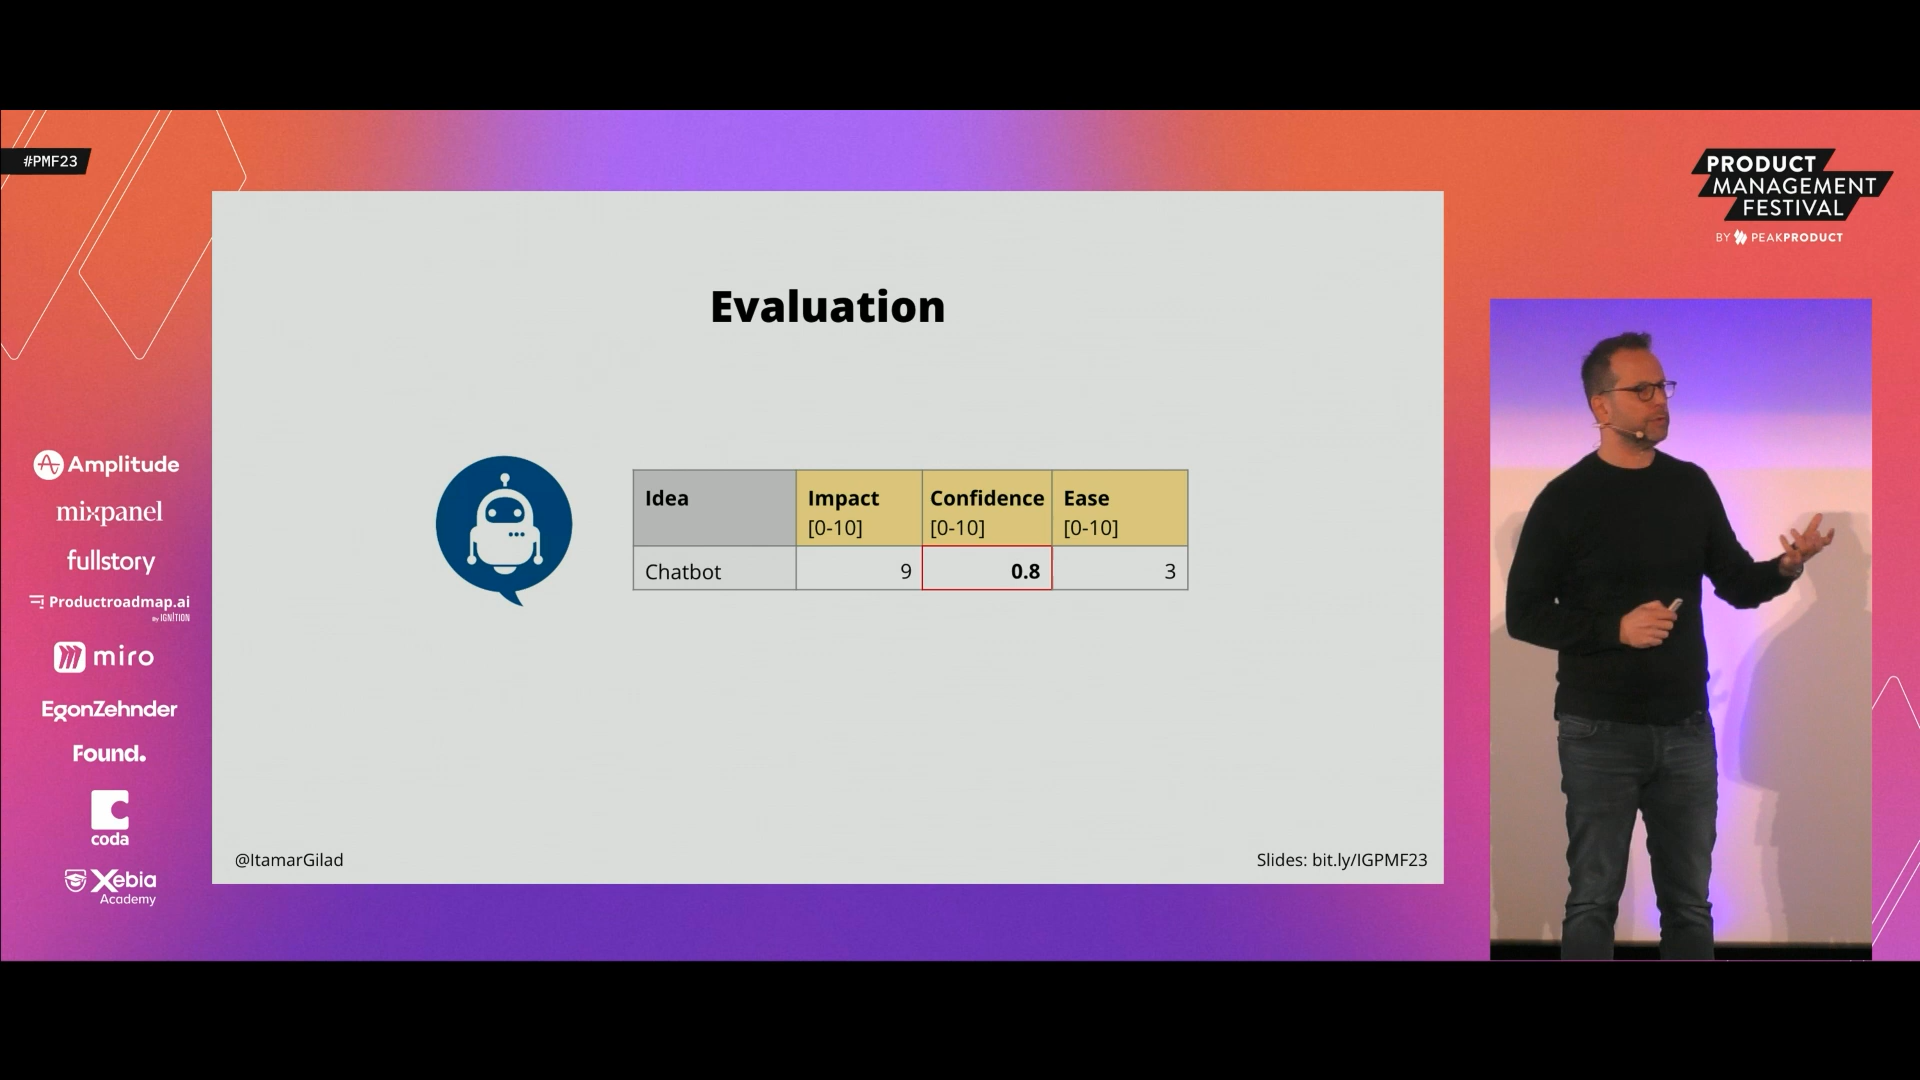 #PMF23
PRODUCT
MANAGEMENT
FESTIVAL
BY PEAKPRODUCT
Evaluation
Idea Impact Confidence Ease
[0-10] [0-10] [0-10]
Chatbot 9 0.8 3
@ItamarGilad
Slides: bit.ly/IGPMF23
Amplitude
mixpanel
fullstory
Productroadmap.ai
by IGNITION
miro
EgonZehnder
Found.
coda
Xebia
Academy